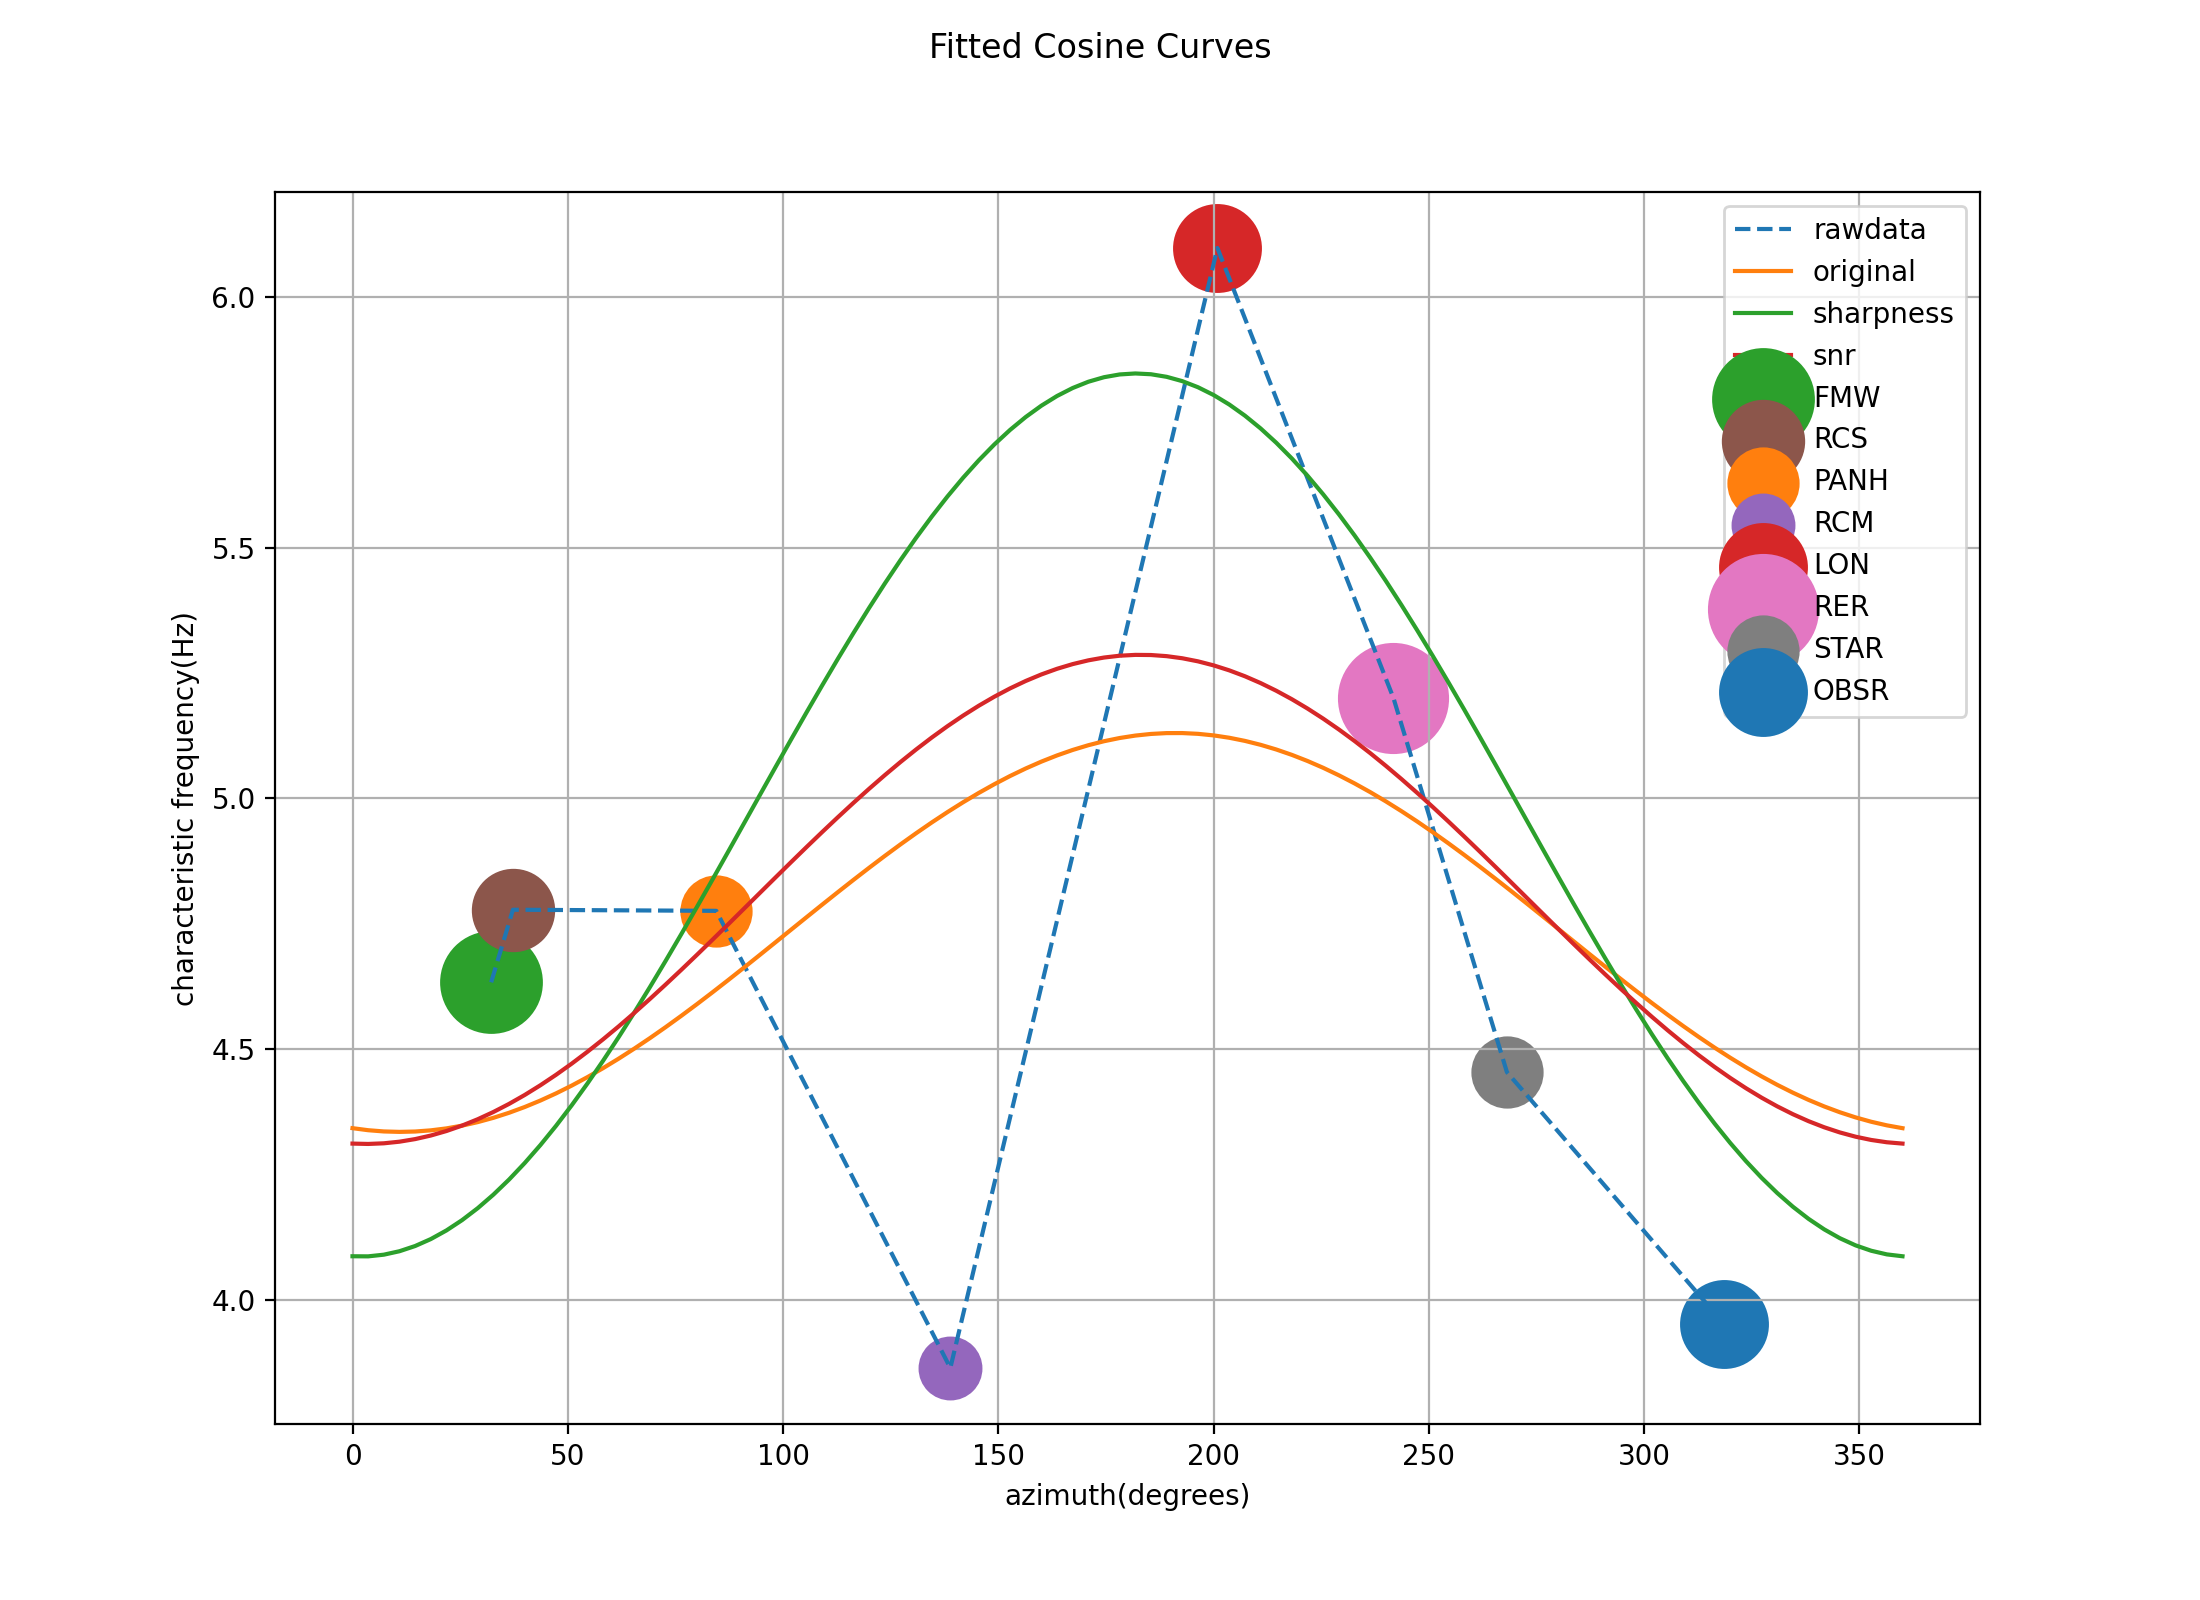 Fitted Cosine Curves
rawdata
original
sharpness
snr
FMW
RCS
PANH
RCM
LON
RER
STAR
OBSR
6.0
5.5
5.0
4.5
4.0
characteristic frequency(Hz)
0 50 100 150 200 250 300 350
azimuth(degrees)